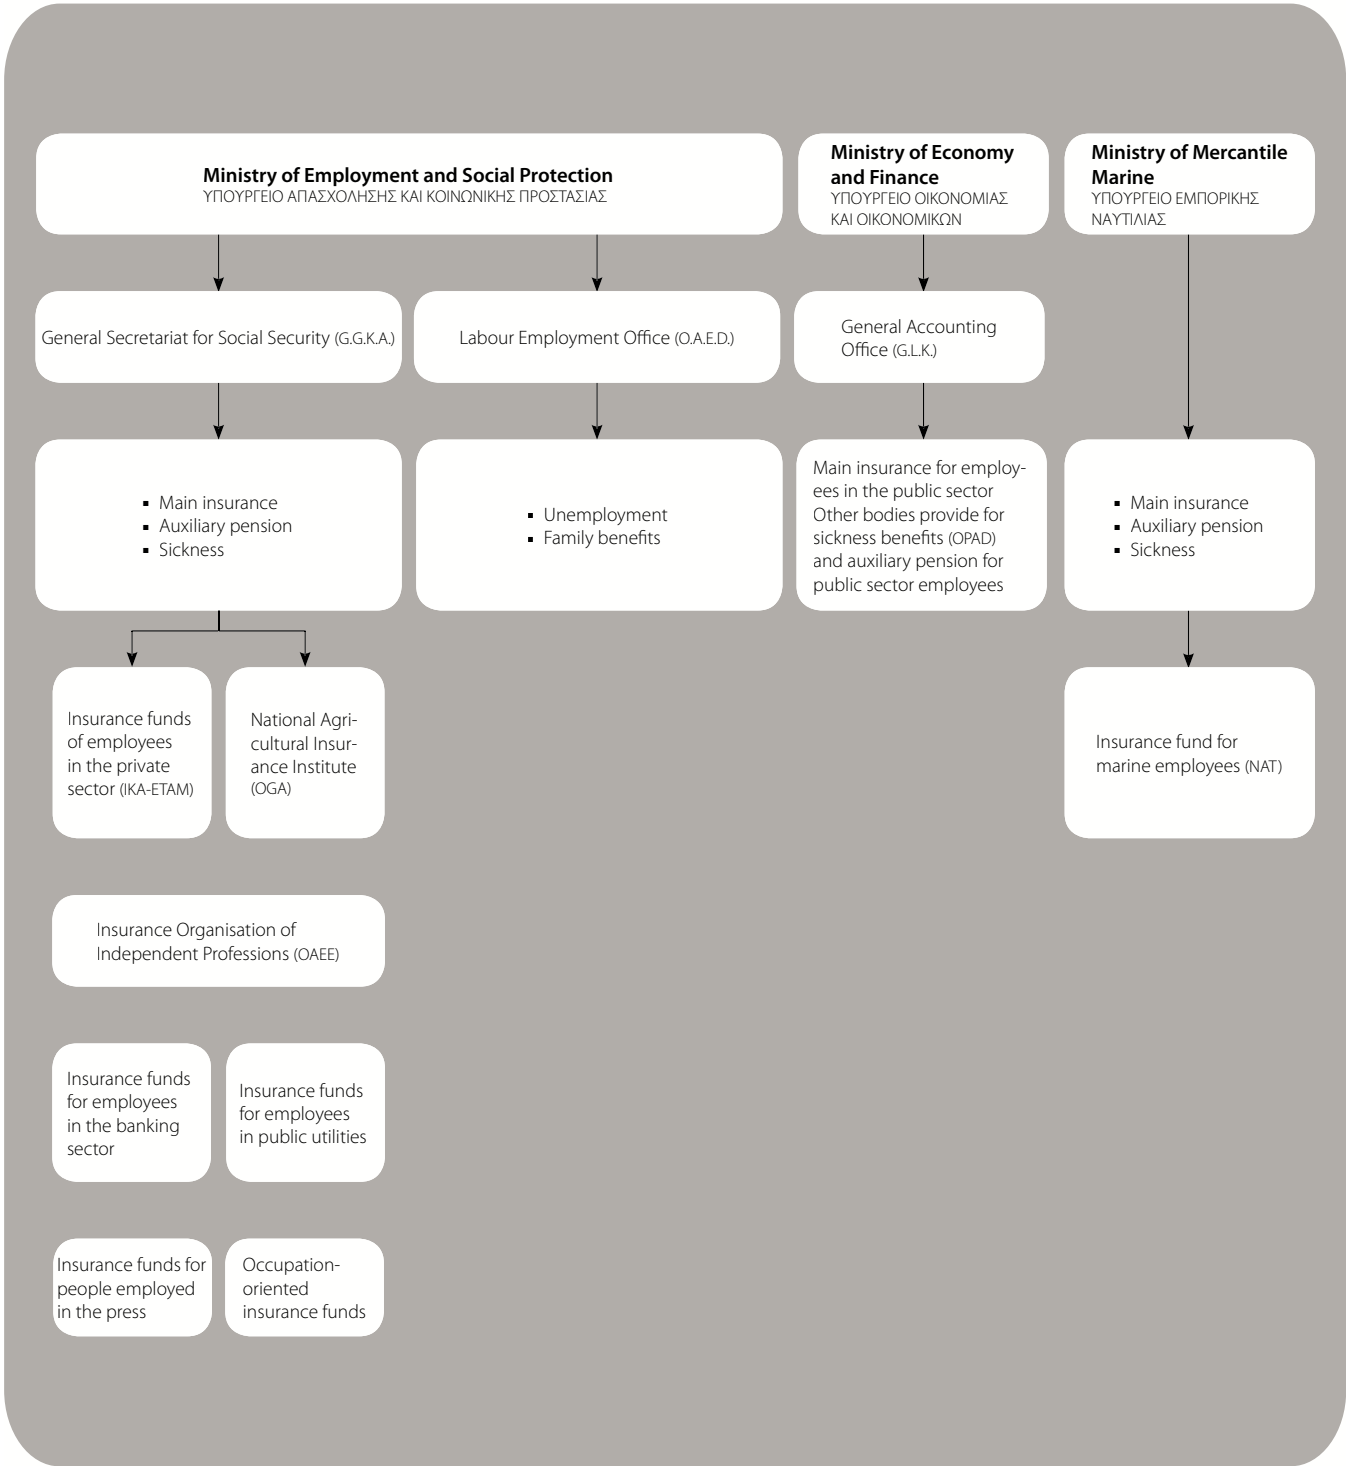 Ministry of Employment and Social Protection
ΥΠΟΥΡΓΕΙΟ ΑΠΑΣΧΟΛΗΣΗΣ ΚΑΙ ΚΟΙΝΩΝΙΚΗΣ ΠΡΟΣΤΑΣΙΑΣ
Ministry of Economy
and Finance
ΥΠΟΥΡΓΕΙΟ ΟΙΚΟΝΟΜΙΑΣ
ΚΑΙ ΟΙΚΟΝΟΜΙΚΩΝ
Ministry of Mercantile
Marine
ΥΠΟΥΡΓΕΙΟ ΕΜΠΟΡΙΚΗΣ
ΝΑΥΤΙΛΙΑΣ
General Secretariat for Social Security (G.G.K.A.)
Labour Employment Office (O.A.E.D.)
General Accounting
Office (G.L.K.)
▪ Main insurance
▪ Auxiliary pension
▪ Sickness
▪ Unemployment
▪ Family benefits
Main insurance for employ-
ees in the public sector
Other bodies provide for
sickness benefits (OPAD)
and auxiliary pension for
public sector employees
▪ Main insurance
▪ Auxiliary pension
▪ Sickness
Insurance funds
of employees
in the private
sector (IKA-ETAM)
National Agri-
cultural Insur-
ance Institute
(OGA)
Insurance fund for
marine employees (NAT)
Insurance Organisation of
Independent Professions (OAEE)
Insurance funds
for employees
in the banking
sector
Insurance funds
for employees
in public utilities
Insurance funds for
people employed
in the press
Occupation-
oriented
insurance funds